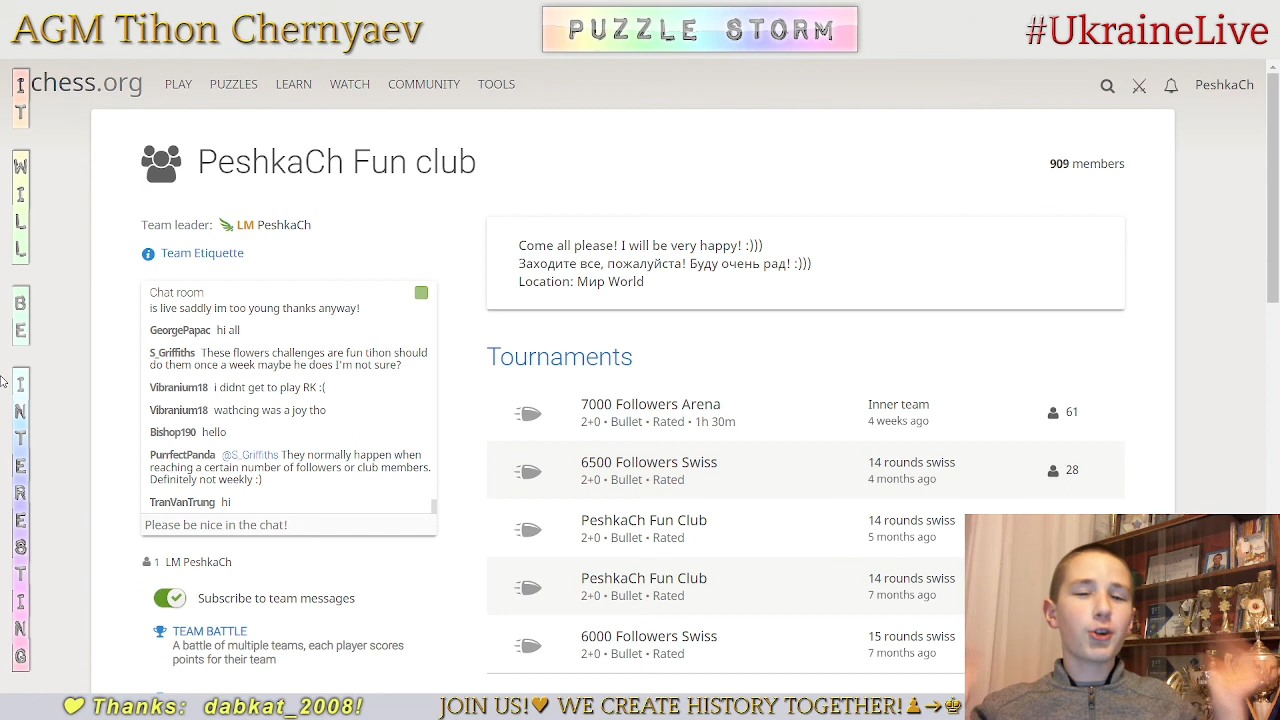 AGM Tihon Chernyaev
PUZZLE STORM
#UkraineLive
IT WILL BE INTERESTING
chess.org
PLAY
PUZZLES
LEARN
WATCH
COMMUNITY
TOOLS
PeshkaCh
PeshkaCh Fun club
909 members
Team leader: LM PeshkaCh
Team Etiquette
Come all please! I will be very happy! :)))
Заходите все, пожалуйста! Буду очень рад! :)))
Location: Мир World
Chat room
is live saddly im too young thanks anyway!
GeorgePapac hi all
S_Griffiths These flowers challenges are fun tihon should
do them once a week maybe he does I'm not sure?
Vibranium18 i didnt get to play RK :(
Vibranium18 wathcing was a joy tho
Bishop190 hello
PurrfectPanda @S_Griffiths They normally happen when
reaching a certain number of followers or club members.
Definitely not weekly :)
TranVanTrung hi
Please be nice in the chat!
1 LM PeshkaCh
Subscribe to team messages
TEAM BATTLE
A battle of multiple teams, each player scores
points for their team
Tournaments
7000 Followers Arena
2+0 • Bullet • Rated • 1h 30m
Inner team
4 weeks ago
61
6500 Followers Swiss
2+0 • Bullet • Rated
14 rounds swiss
4 months ago
28
PeshkaCh Fun Club
2+0 • Bullet • Rated
14 rounds swiss
5 months ago
PeshkaCh Fun Club
2+0 • Bullet • Rated
14 rounds swiss
7 months ago
6000 Followers Swiss
2+0 • Bullet • Rated
15 rounds swiss
7 months ago
Thanks: dabkat_2008!
JOIN US! WE CREATE HISTORY TOGETHER!